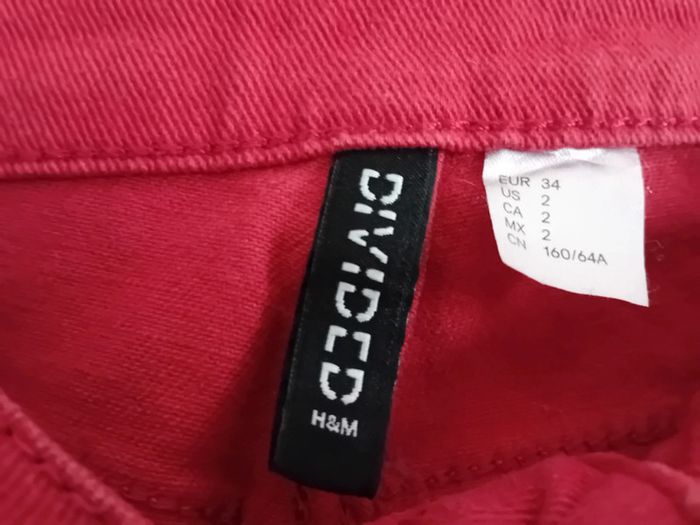 DIVIDED
H&M
EUR 34
US 2
CA 2
MX 2
CN 160/64A